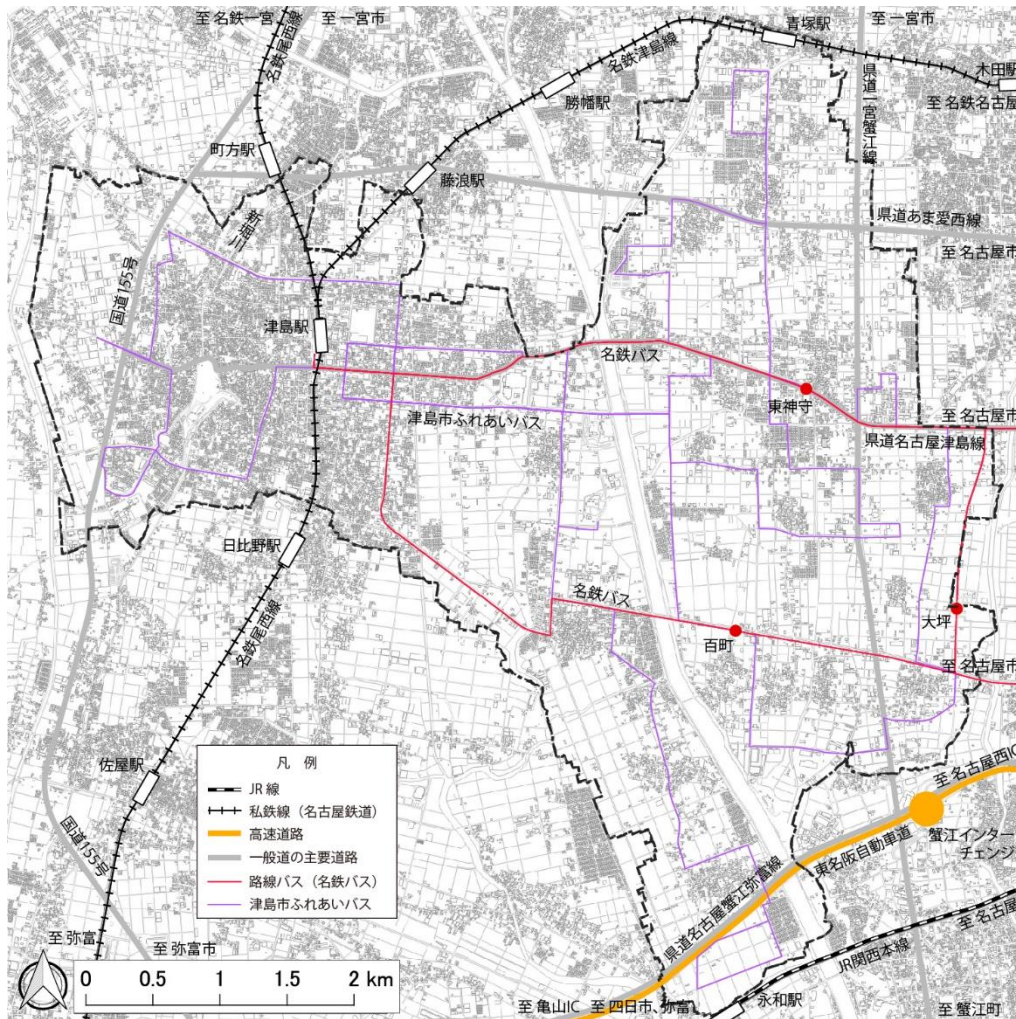 至 名鉄一宮
至 一宮市
名鉄尾西線
名鉄津島線
青塚駅
至 一宮市
木田駅
至 名鉄名古屋
県道一宮蟹江線
勝幡駅
町方駅
藤浪駅
新堀川
国道155号
県道あま愛西線
至 名古屋市
津島駅
名鉄バス
東神守
津島市ふれあいバス
至 名古屋市
県道名古屋津島線
日比野駅
名鉄尾西線
名鉄バス
百町
大坪
至 名古屋市
佐屋駅
国道155号
凡 例
JR線
私鉄線（名古屋鉄道）
高速道路
一般道の主要道路
路線バス（名鉄バス）
津島市ふれあいバス
至 名古屋西IC
蟹江インター
チェンジ
東名阪自動車道
県道名古屋蟹江弥富線
至 名古屋
JR関西本線
至 弥富
至 弥富市
0 0.5 1 1.5 2 km
至 亀山IC
至 四日市、弥富
永和駅
至 蟹江町